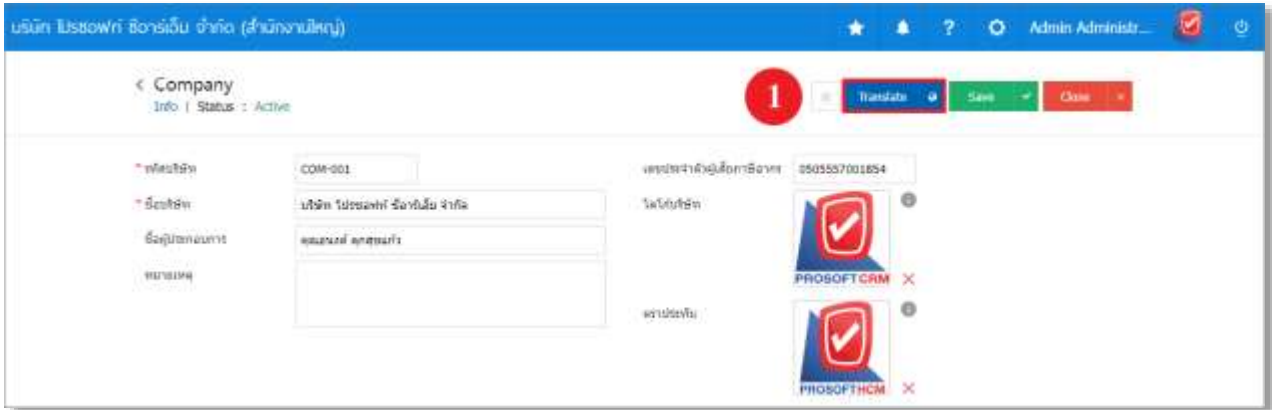 บริษัท โปรซอฟท์ ซีอาร์เอ็ม จำกัด (สำนักงานใหญ่) ? Admin Administr...
< Company
Info | Status : Active
1 Translate Save Close
* รหัสบริษัท COM-001 เลขประจำตัวผู้เสียภาษีอากร 0505557001854
* ชื่อบริษัท บริษัท โปรซอฟท์ ซีอาร์เอ็ม จำกัด โลโก้บริษัท
ชื่อผู้ประกอบการ
หมายเหตุ
PROSOFT CRM
ตราประทับ
PROSOFT HCM